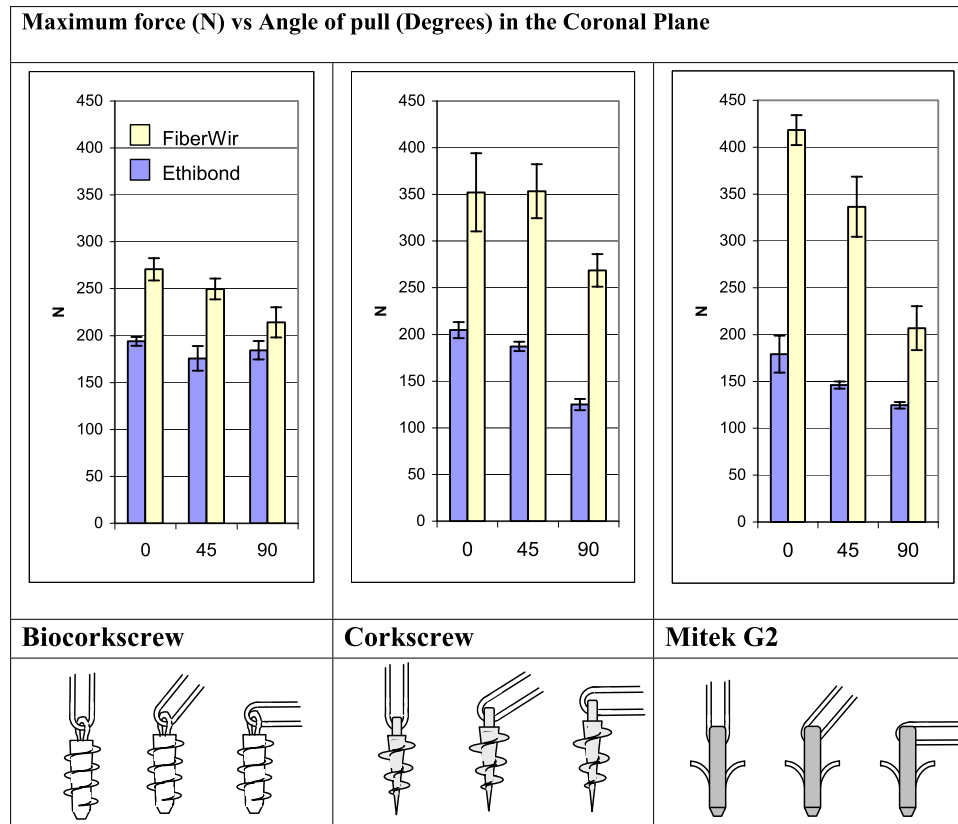 Maximum force (N) vs Angle of pull (Degrees) in the Coronal Plane
450
400
350
300
250
200
150
100
50
0
N
FiberWir
Ethibond
0 45 90
450
400
350
300
250
200
150
100
50
0
N
0 45 90
450
400
350
300
250
200
150
100
50
0
N
0 45 90
Biocorkscrew
Corkscrew
Mitek G2